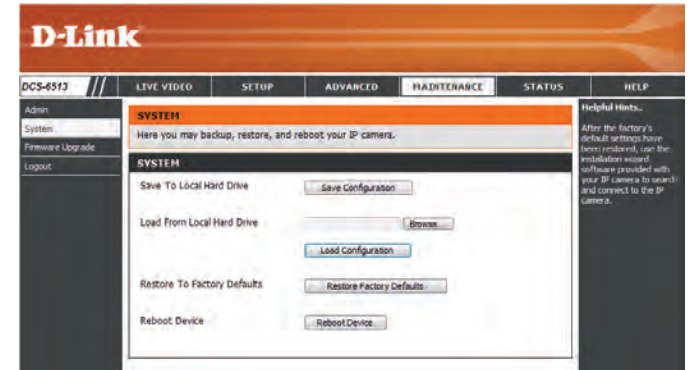 D-Link
DCS-6513
LIVE VIDEO SETUP ADVANCED MAINTENANCE STATUS HELP
Admin
System
Firmware Upgrade
Logout
SYSTEM
Here you may backup, restore, and reboot your IP camera.
SYSTEM
Save To Local Hard Drive Save Configuration
Load From Local Hard Drive Browse...
Load Configuration
Restore To Factory Defaults Restore Factory Defaults
Reboot Device Reboot Device
Helpful Hints..
After the factory's
default settings have
been restored, use the
installation wizard
software provided with
your IP camera to search
and connect to the IP
camera.